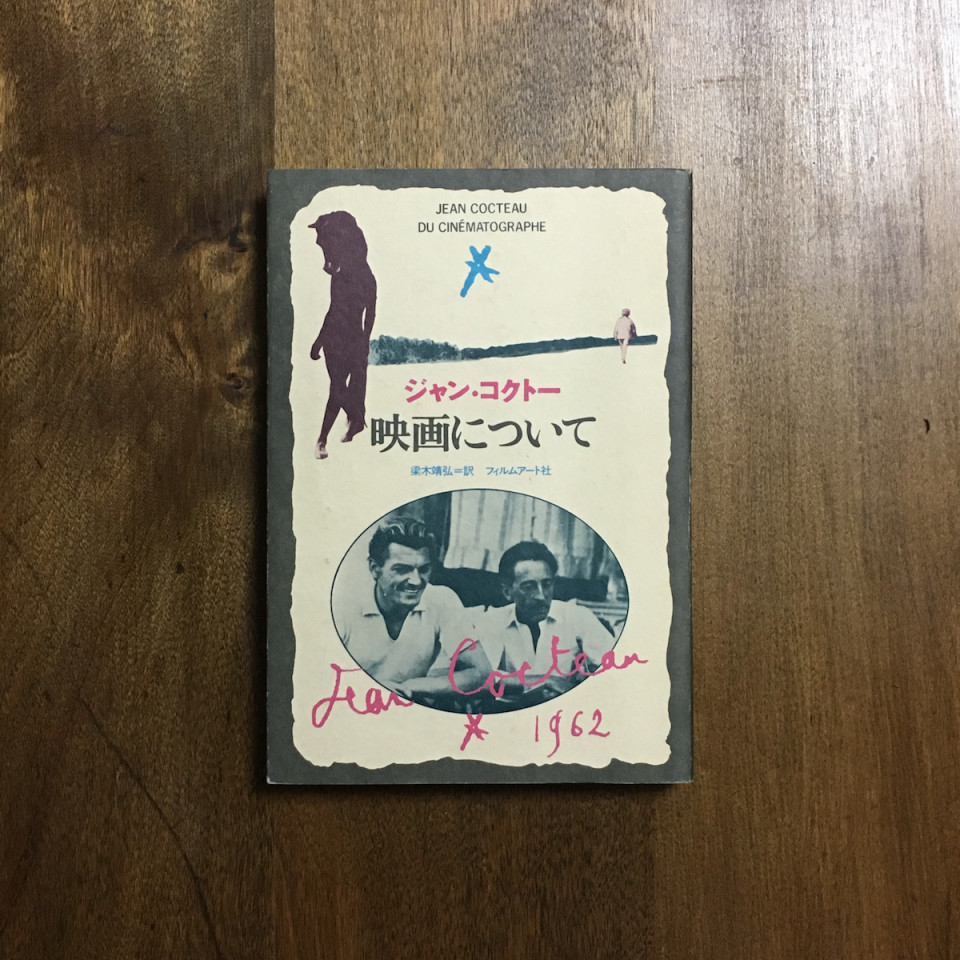 JEAN COCTEAU
DU CINÉMATOGRAPHE
ジャン・コクトー
映画について
梁木靖弘＝訳　フィルムアート社
Jean Cocteau
1962